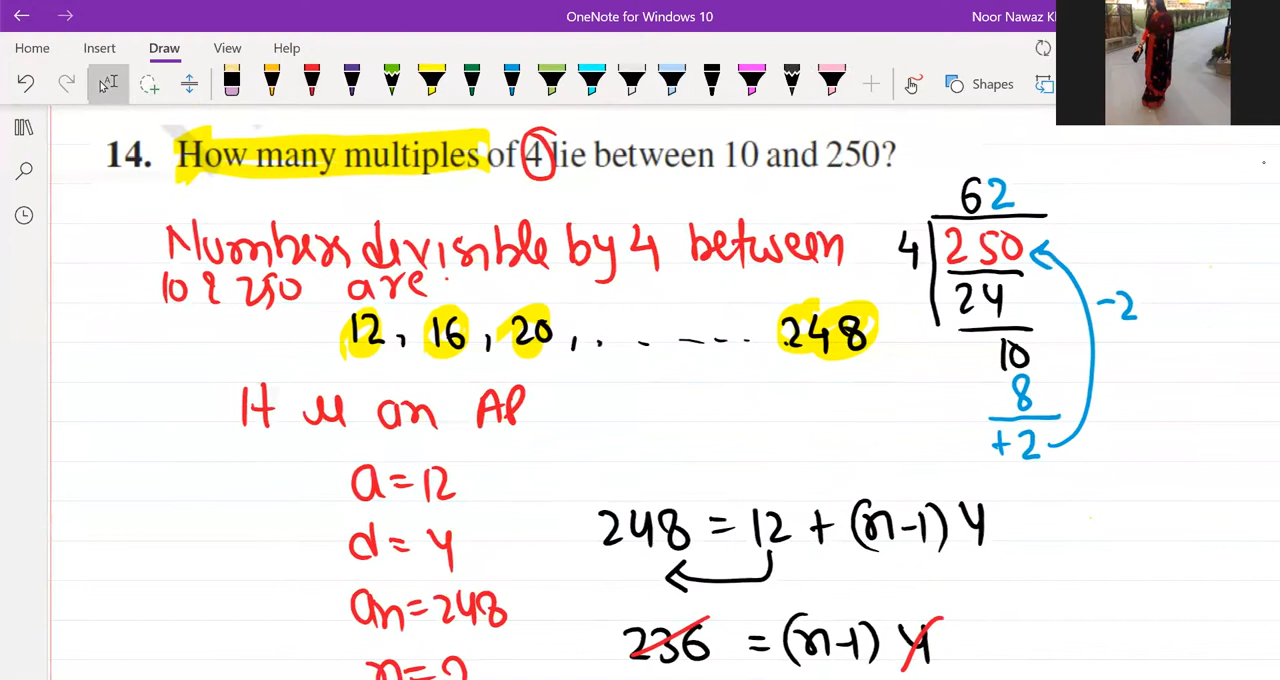 OneNote for Windows 10
Noor Nawaz K
Home Insert Draw View Help
Shapes
14. How many multiples of 4 lie between 10 and 250?
Numbers divisible by 4 between
10 & 250 are
12, 16, 20, ........ 248
It is an AP
a = 12
d = 4
an = 248
n = ?
62
4 250
24
10
8
+2
-2
248 = 12 + (n-1) 4
236 = (n-1) 4